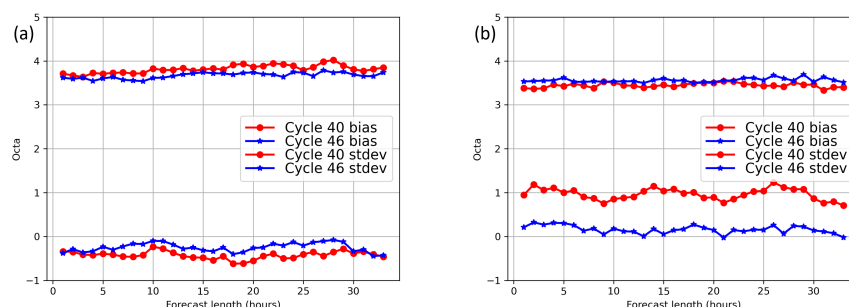 (a)
5
4
3
2
1
0
−1
Octa
Cycle 40 bias
Cycle 46 bias
Cycle 40 stdev
Cycle 46 stdev
0 5 10 15 20 25 30
Forecast length (hours)
(b)
5
4
3
2
1
0
−1
Octa
Cycle 40 bias
Cycle 46 bias
Cycle 40 stdev
Cycle 46 stdev
0 5 10 15 20 25 30
Forecast length (hours)